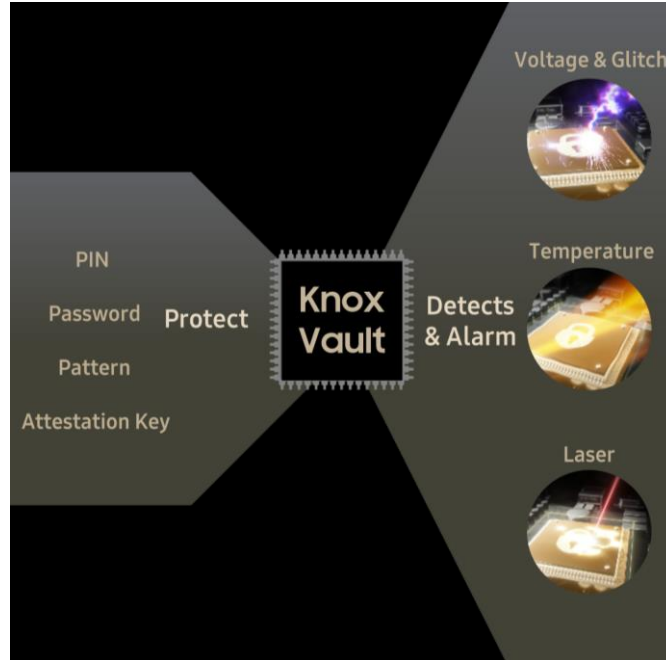 PIN
Password
Pattern
Attestation Key
Protect
Knox
Vault
Detects
& Alarm
Voltage & Glitch
Temperature
Laser